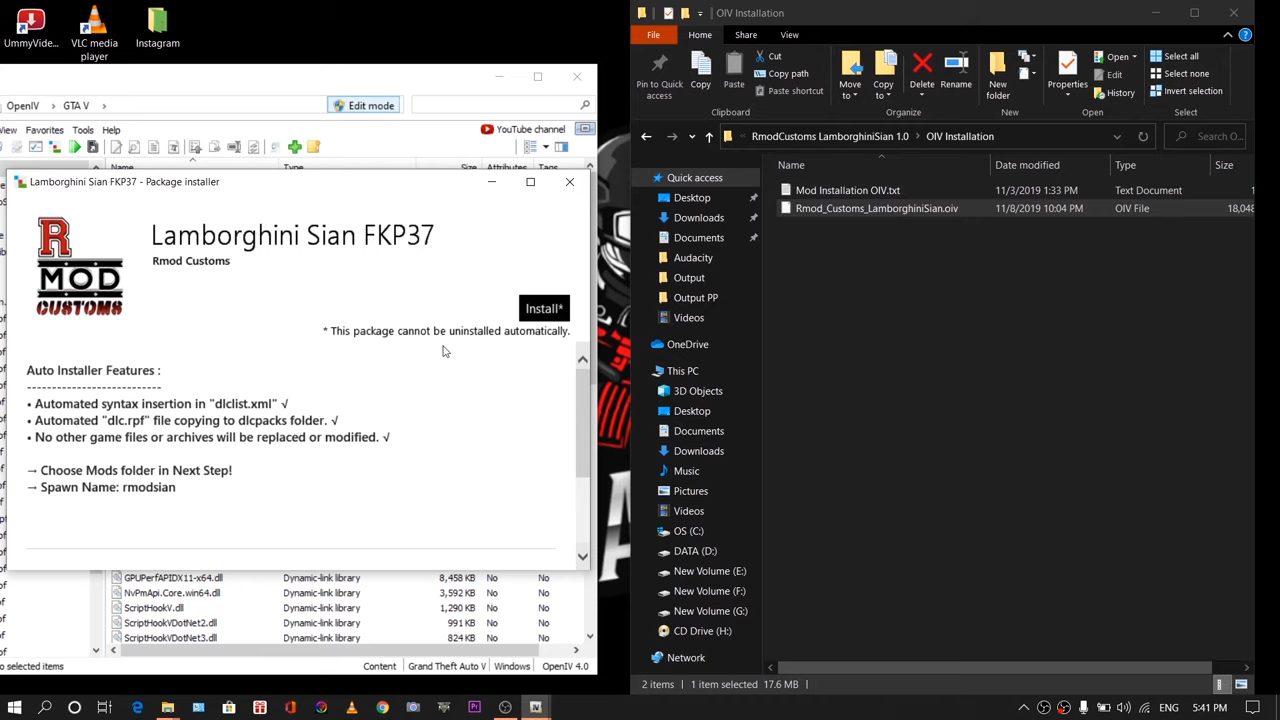 UmmyVide...
VLC media
player
Instagram
OpenIV
GTA V
Edit mode
View
Favorites
Tools
Help
YouTube channel
Name
Type
Size
Attributes
Tags
Lamborghini Sian FKP37 - Package installer
R
MOD
CUSTOMS
Lamborghini Sian FKP37
Rmod Customs
Install*
* This package cannot be uninstalled automatically.
Auto Installer Features :
---------------------------
• Automated syntax insertion in "dlclist.xml" √
• Automated "dlc.rpf" file copying to dlcpacks folder. √
• No other game files or archives will be replaced or modified. √
→ Choose Mods folder in Next Step!
→ Spawn Name: rmodsian
GPUPerfAPIDX11-x64.dll Dynamic-link library 8,458 KB No No
NvPmApi.Core.win64.dll Dynamic-link library 3,592 KB No No
ScriptHookV.dll Dynamic-link library 1,290 KB No No
ScriptHookVDotNet2.dll Dynamic-link library 991 KB No No
ScriptHookVDotNet3.dll Dynamic-link library 824 KB No No
o selected items
Content
Grand Theft Auto V
Windows
OpenIV 4.0
OIV Installation
File
Home
Share
View
Pin to Quick
access
Copy
Paste
Cut
Copy path
Paste shortcut
Clipboard
Move
to
Copy
to
Delete
Rename
Organize
New
folder
New
Properties
Open
Edit
History
Open
Select all
Select none
Invert selection
Select
RmodCustoms LamborghiniSian 1.0
OIV Installation
Search O...
Name
Date modified
Type
Size
Mod Installation OIV.txt 11/3/2019 1:33 PM Text Document
Rmod_Customs_LamborghiniSian.oiv 11/8/2019 10:04 PM OIV File 18,048
Quick access
Desktop
Downloads
Documents
Audacity
Output
Output PP
Videos
OneDrive
This PC
3D Objects
Desktop
Documents
Downloads
Music
Pictures
Videos
OS (C:)
DATA (D:)
New Volume (E:)
New Volume (F:)
New Volume (G:)
CD Drive (H:)
Network
2 items
1 item selected 17.6 MB
5:41 PM